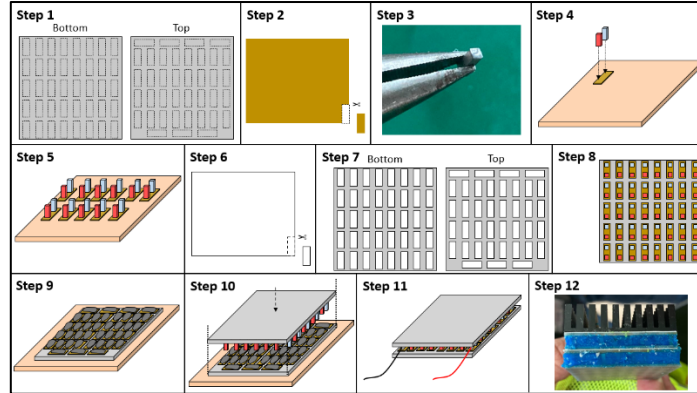 Step 1
Bottom Top
Step 2
Step 3
Step 4
Step 5
Step 6
Step 7
Bottom Top
Step 8
Step 9
Step 10
Step 11
Step 12